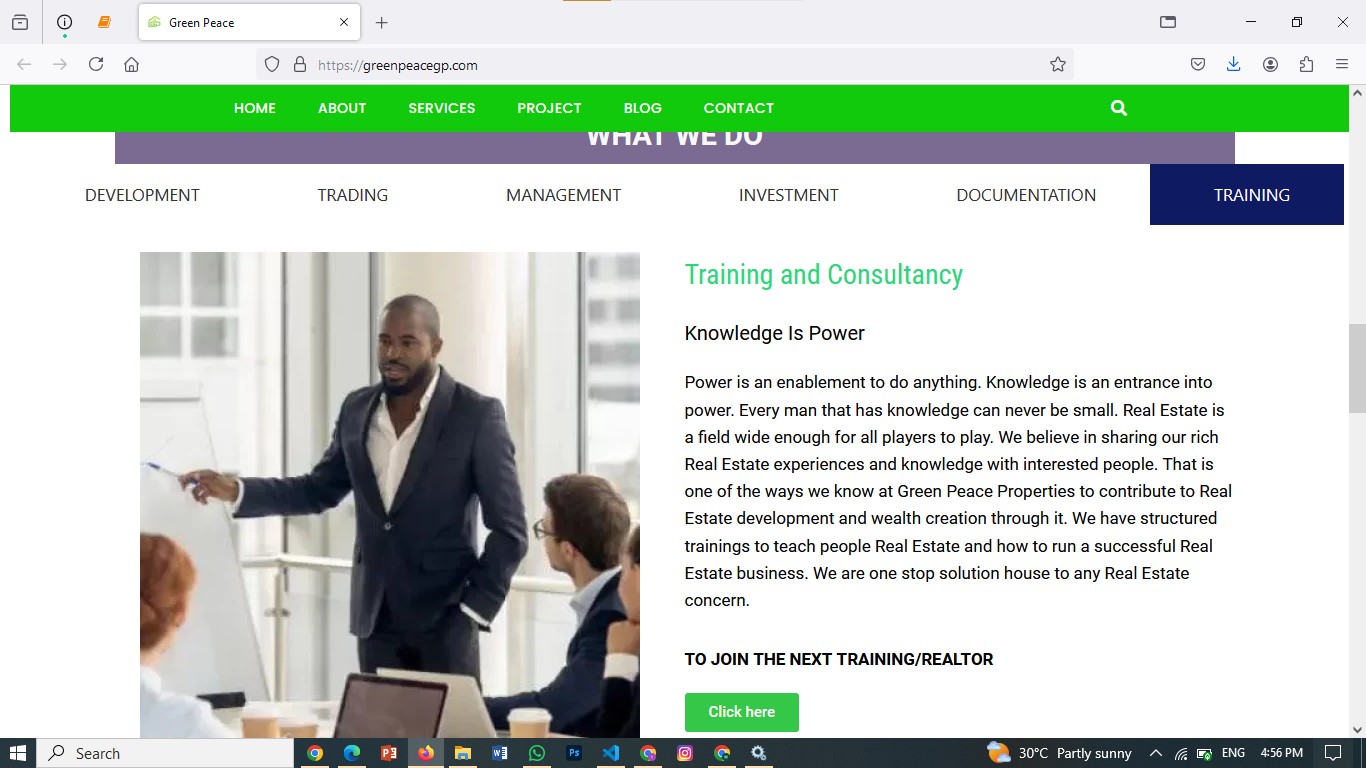 Green Peace
https://greenpeacegp.com
HOME ABOUT SERVICES PROJECT BLOG CONTACT
WHAT WE DO
DEVELOPMENT TRADING MANAGEMENT INVESTMENT DOCUMENTATION TRAINING
Training and Consultancy
Knowledge Is Power
Power is an enablement to do anything. Knowledge is an entrance into
power. Every man that has knowledge can never be small. Real Estate is
a field wide enough for all players to play. We believe in sharing our rich
Real Estate experiences and knowledge with interested people. That is
one of the ways we know at Green Peace Properties to contribute to Real
Estate development and wealth creation through it. We have structured
trainings to teach people Real Estate and how to run a successful Real
Estate business. We are one stop solution house to any Real Estate
concern.
TO JOIN THE NEXT TRAINING/REALTOR
Click here
Search
Ps
30°C Partly sunny
ENG
4:56 PM